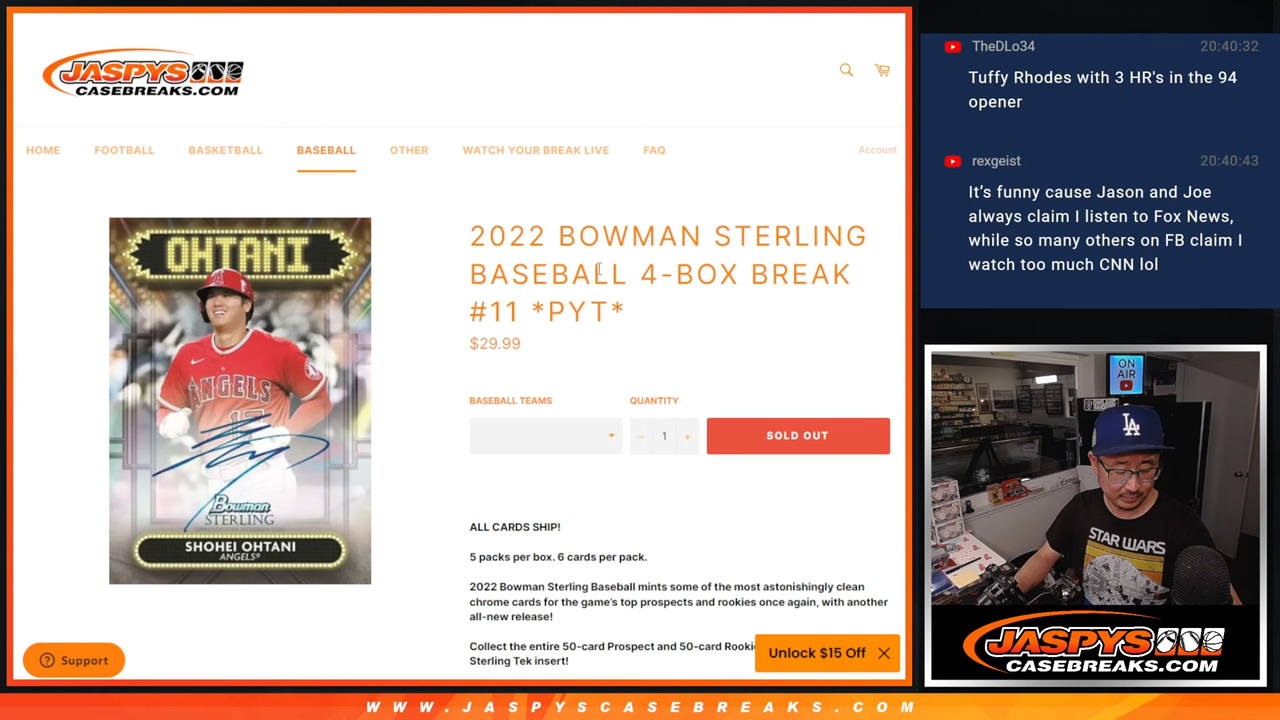 JASPYS
CASEBREAKS.COM
HOME FOOTBALL BASKETBALL BASEBALL OTHER WATCH YOUR BREAK LIVE FAQ Account
OHTANI
ANGELS
17
Bowman
STERLING
SHOHEI OHTANI
ANGELS®
2022 BOWMAN STERLING
BASEBALL 4-BOX BREAK
#11 *PYT*
$29.99
BASEBALL TEAMS QUANTITY
− 1 + SOLD OUT
ALL CARDS SHIP!
5 packs per box. 6 cards per pack.
2022 Bowman Sterling Baseball mints some of the most astonishingly clean
chrome cards for the game's top prospects and rookies once again, with another
all-new release!
Collect the entire 50-card Prospect and 50-card Rookie
Sterling Tek insert!
Support
Unlock $15 Off
TheDLo34 20:40:32
Tuffy Rhodes with 3 HR's in the 94
opener
rexgeist 20:40:43
It’s funny cause Jason and Joe
always claim I listen to Fox News,
while so many others on FB claim I
watch too much CNN lol
ON
AIR
LA
STAR WARS
JASPYS
CASEBREAKS.COM
WWW.JASPYSCASEBREAKS.COM